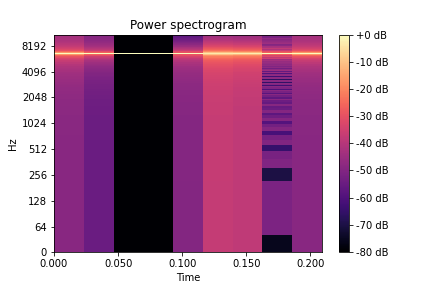 Power spectrogram
8192
4096
2048
1024
512
256
128
64
0
Hz
0.000
0.050
0.100
0.150
0.200
Time
+0 dB
-10 dB
-20 dB
-30 dB
-40 dB
-50 dB
-60 dB
-70 dB
-80 dB